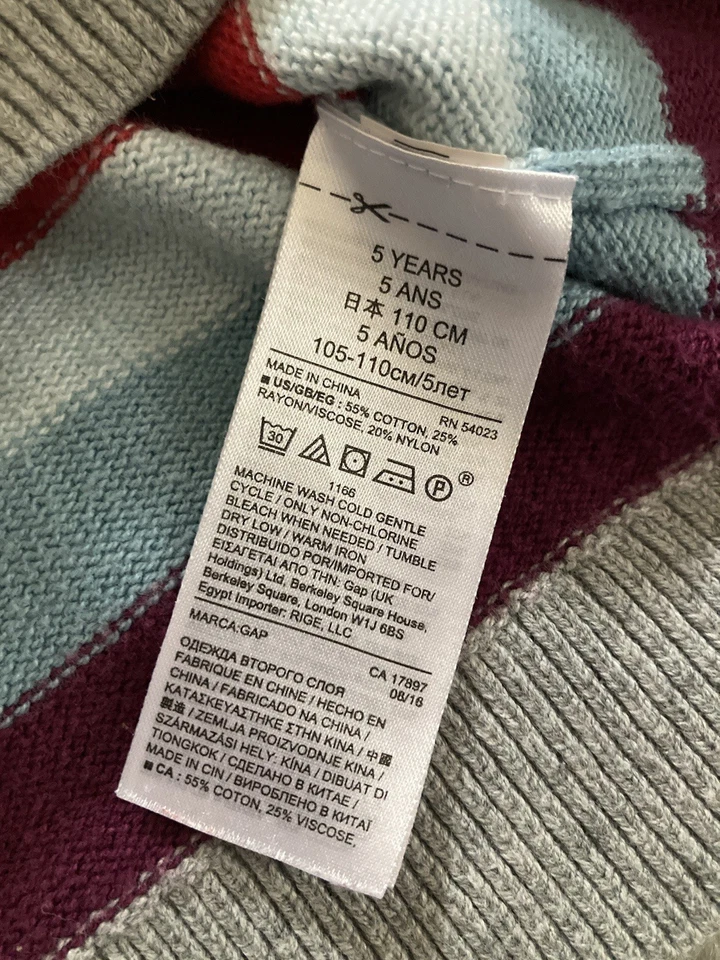 5 YEARS
5 ANS
日本 110 CM
5 AÑOS
105-110см/5лет
MADE IN CHINA
RN 54023
■ US/GB/EG : 55% COTTON, 25%
RAYON/VISCOSE, 20% NYLON
30
P
®
1166
MACHINE WASH COLD GENTLE
CYCLE / ONLY NON-CHLORINE
BLEACH WHEN NEEDED / TUMBLE
DRY LOW / WARM IRON
DISTRIBUIDO POR/IMPORTED FOR/
ΕΙΣΑΓΕΤΑΙ ΑΠΟ ΤΗΝ: Gap (UK
Holdings) Ltd, Berkeley Square House,
Berkeley Square, London W1J 6BS
Egypt Importer: RIGE, LLC
MARCA:GAP
CA 17897
08/16
ОДЕЖДА ВТОРОГО СЛОЯ
FABRIQUE EN CHINE / HECHO EN
CHINA / FABRICADO NA CHINA /
ΚΑΤΑΣΚΕΥΑΣΤΗΚΕ ΣΤΗΝ ΚΙΝΑ / 中國
製造 / ZEMLJA PROIZVODNJE KINA /
SZÁRMAZÁSI HELY: KÍNA / DIBUAT DI
TIONGKOK / СДЕЛАНО В КИТАЕ /
MADE IN CIN / ВИРОБЛЕНО В КИТАЇ
■ CA : 55% COTON, 25% VISCOSE,